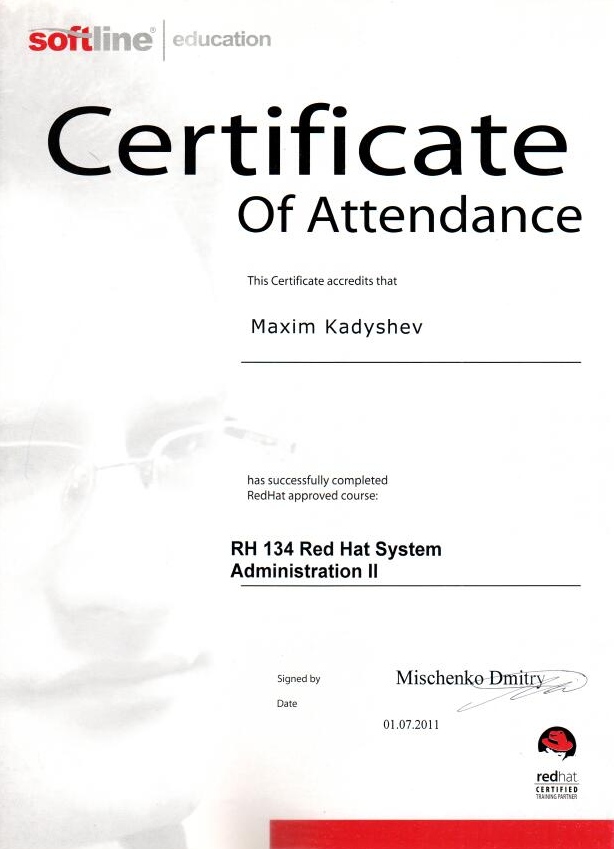 softline® education
Certificate
Of Attendance
This Certificate accredits that
Maxim Kadyshev
has successfully completed
RedHat approved course:
RH 134 Red Hat System
Administration II
Signed by
Mischenko Dmitry
Date
01.07.2011
redhat
CERTIFIED
TRAINING PARTNER